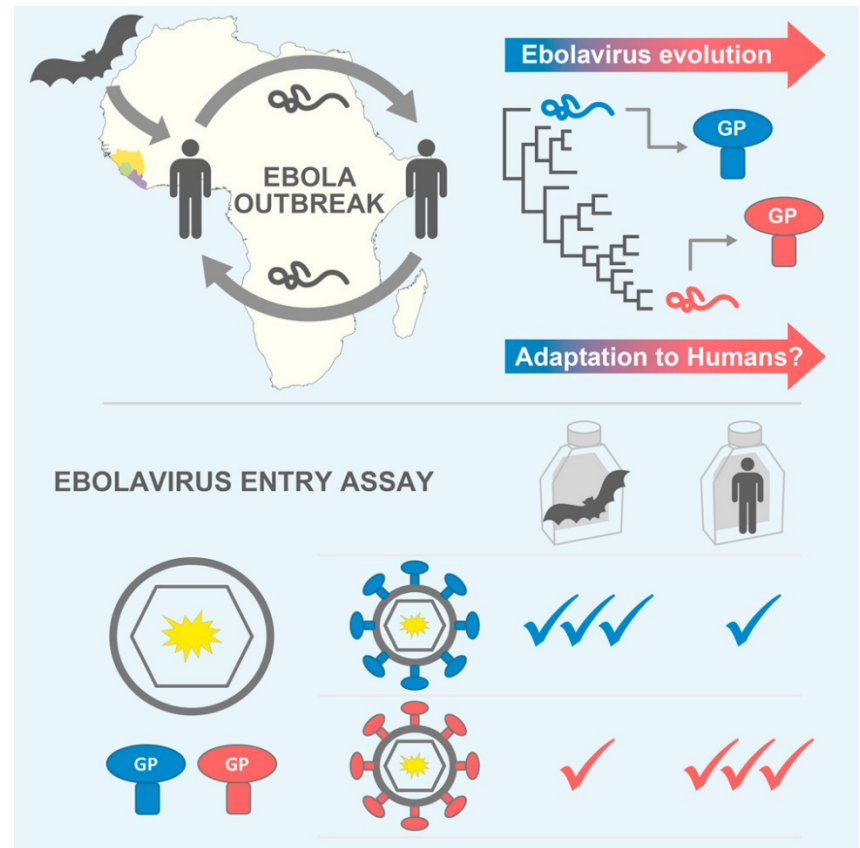 Ebolavirus evolution
GP
GP
EBOLA
OUTBREAK
Adaptation to Humans?
EBOLAVIRUS ENTRY ASSAY
GP
GP